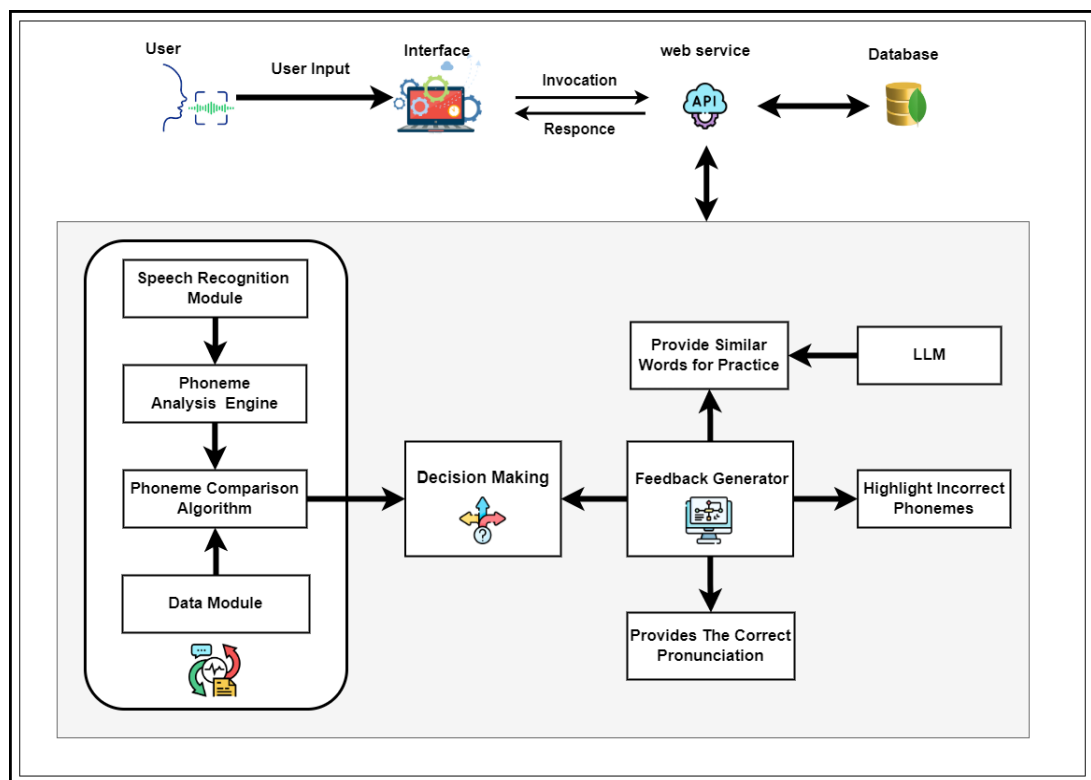 User
User Input
Interface
Invocation
Responce
web service
API
Database
Speech Recognition
Module
Phoneme
Analysis Engine
Phoneme Comparison
Algorithm
Data Module
Decision Making
?
Provide Similar
Words for Practice
LLM
Feedback Generator
Highlight Incorrect
Phonemes
Provides The Correct
Pronunciation